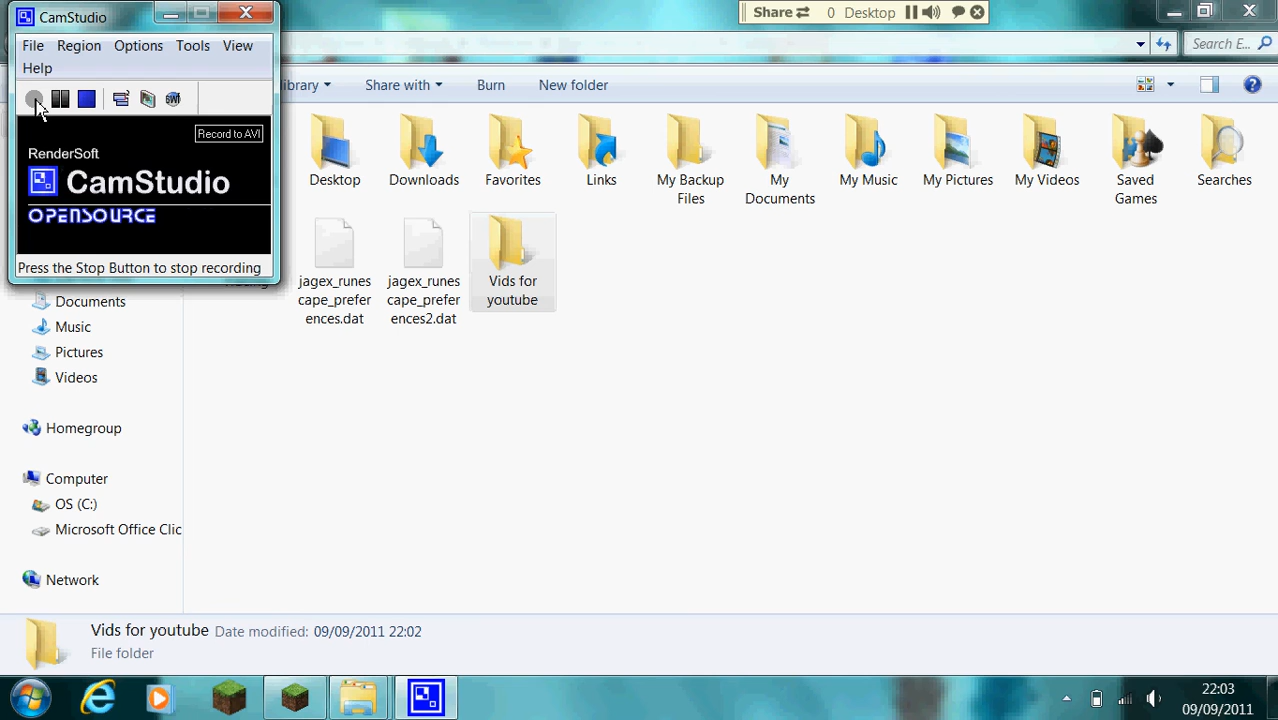 CamStudio
File Region Options Tools View
Help
Record to AVI
RenderSoft
CamStudio
OPENSOURCE
Press the Stop Button to stop recording
Share 0 Desktop
Search E...
library Share with Burn New folder
Desktop
Downloads
Favorites
Links
My Backup
Files
My
Documents
My Music
My Pictures
My Videos
Saved
Games
Searches
jagex_runes
cape_prefer
ences.dat
jagex_runes
cape_prefer
ences2.dat
Vids for
youtube
Documents
Music
Pictures
Videos
Homegroup
Computer
OS (C:)
Microsoft Office Clic
Network
Vids for youtube Date modified: 09/09/2011 22:02
File folder
22:03
09/09/2011